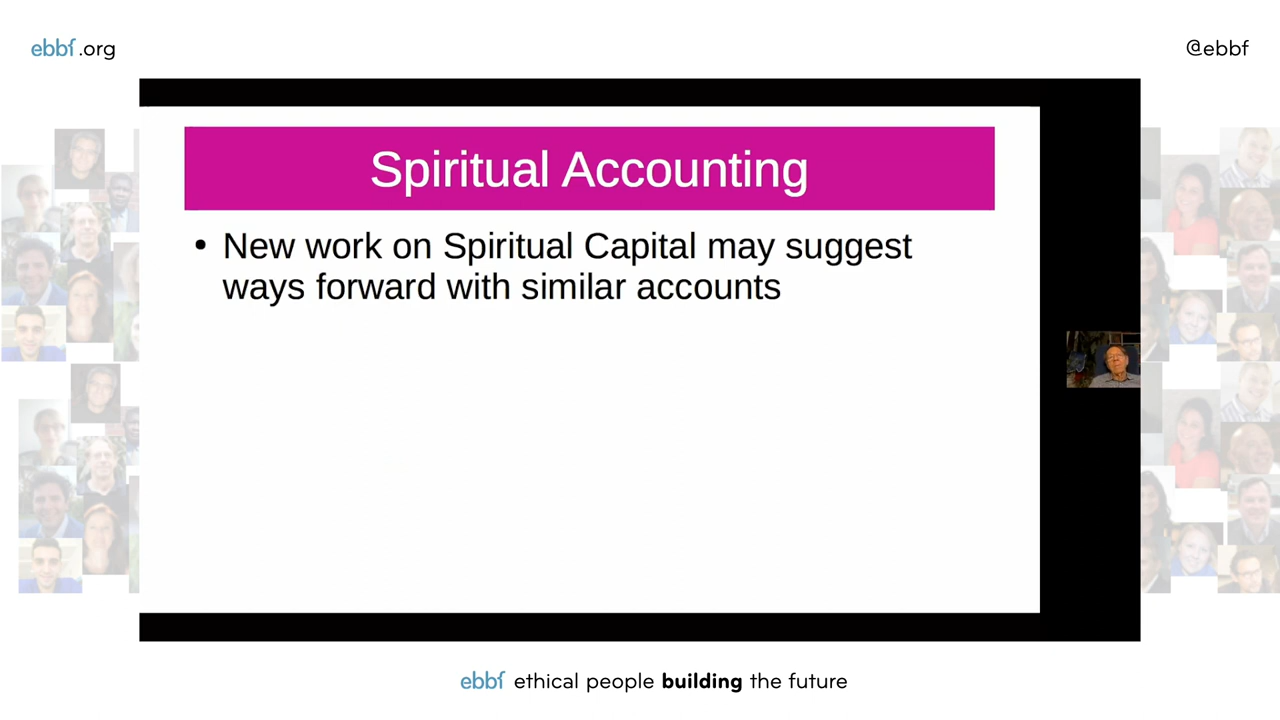 ebbf.org
@ebbf
Spiritual Accounting
• New work on Spiritual Capital may suggest
ways forward with similar accounts
ebbf ethical people building the future